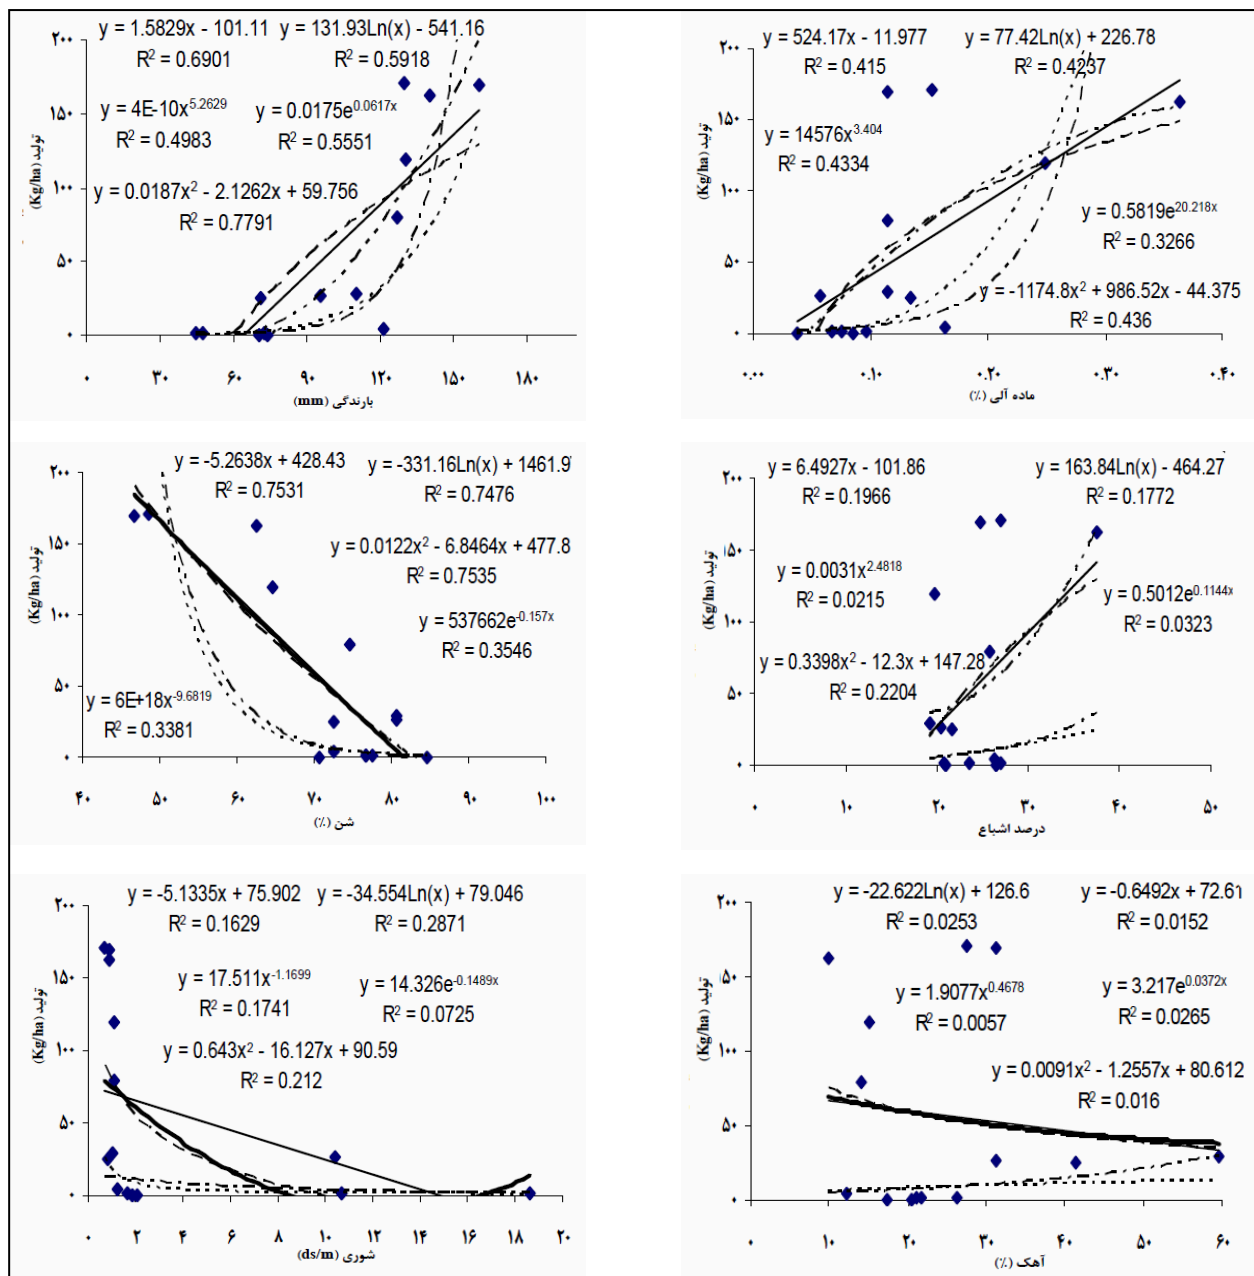 y = 1.5829x - 101.11 y = 131.93Ln(x) - 541.16
R² = 0.6901 R² = 0.5918
y = 4E-10x^5.2629 y = 0.0175e^0.0617x
R² = 0.4983 R² = 0.5551
y = 0.0187x² - 2.1262x + 59.756
R² = 0.7791
تولید (Kg/ha)
۲۰۰
۱۵۰
۱۰۰
۵۰
۰
۰ ۳۰ ۶۰ ۹۰ ۱۲۰ ۱۵۰ ۱۸۰
بارندگی (mm)
y = 524.17x - 11.977 y = 77.42Ln(x) + 226.78
R² = 0.415 R² = 0.4237
y = 14576x^3.404
R² = 0.4334
y = 0.5819e^20.218x
R² = 0.3266
y = -1174.8x² + 986.52x - 44.375
R² = 0.436
تولید (Kg/ha)
۲۰۰
۱۵۰
۱۰۰
۵۰
۰
۰.۰۰ ۰.۱۰ ۰.۲۰ ۰.۳۰ ۰.۴۰
ماده آلی (٪)
y = -5.2638x + 428.43 y = -331.16Ln(x) + 1461.9
R² = 0.7531 R² = 0.7476
y = 0.0122x² - 6.8464x + 477.8
R² = 0.7535
y = 537662e^-0.157x
R² = 0.3546
y = 6E+18x^-9.6819
R² = 0.3381
تولید (Kg/ha)
۲۰۰
۱۵۰
۱۰۰
۵۰
۰
۴۰ ۵۰ ۶۰ ۷۰ ۸۰ ۹۰ ۱۰۰
شن (٪)
y = 6.4927x - 101.86 y = 163.84Ln(x) - 464.27
R² = 0.1966 R² = 0.1772
y = 0.0031x^2.4818 y = 0.5012e^0.1144x
R² = 0.0215 R² = 0.0323
y = 0.3398x² - 12.3x + 147.28
R² = 0.2204
تولید (Kg/ha)
۲۰۰
۱۵۰
۱۰۰
۵۰
۰
۰ ۱۰ ۲۰ ۳۰ ۴۰ ۵۰
درصد اشباع
y = -5.1335x + 75.902 y = -34.554Ln(x) + 79.046
R² = 0.1629 R² = 0.2871
y = 17.511x^-1.1699 y = 14.326e^-0.1489x
R² = 0.1741 R² = 0.0725
y = 0.643x² - 16.127x + 90.59
R² = 0.212
تولید (Kg/ha)
۲۰۰
۱۵۰
۱۰۰
۵۰
۰
۰ ۲ ۴ ۶ ۸ ۱۰ ۱۲ ۱۴ ۱۶ ۱۸ ۲۰
شوری (ds/m)
y = -22.622Ln(x) + 126.6 y = -0.6492x + 72.61
R² = 0.0253 R² = 0.0152
y = 1.9077x^0.4678 y = 3.217e^0.0372x
R² = 0.0057 R² = 0.0265
y = 0.0091x² - 1.2557x + 80.612
R² = 0.016
تولید (Kg/ha)
۲۰۰
۱۵۰
۱۰۰
۵۰
۰
۰ ۱۰ ۲۰ ۳۰ ۴۰ ۵۰ ۶۰
آهک (٪)